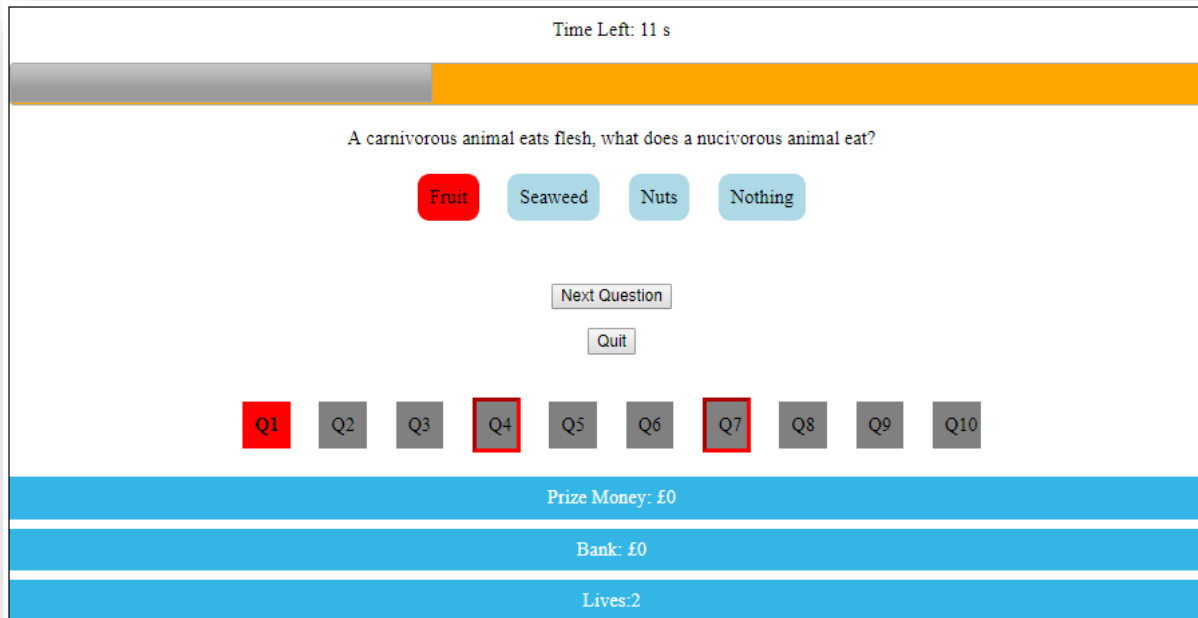 Time Left: 11 s
A carnivorous animal eats flesh, what does a nucivorous animal eat?
Fruit Seaweed Nuts Nothing
Next Question
Quit
Q1 Q2 Q3 Q4 Q5 Q6 Q7 Q8 Q9 Q10
Prize Money: £0
Bank: £0
Lives:2